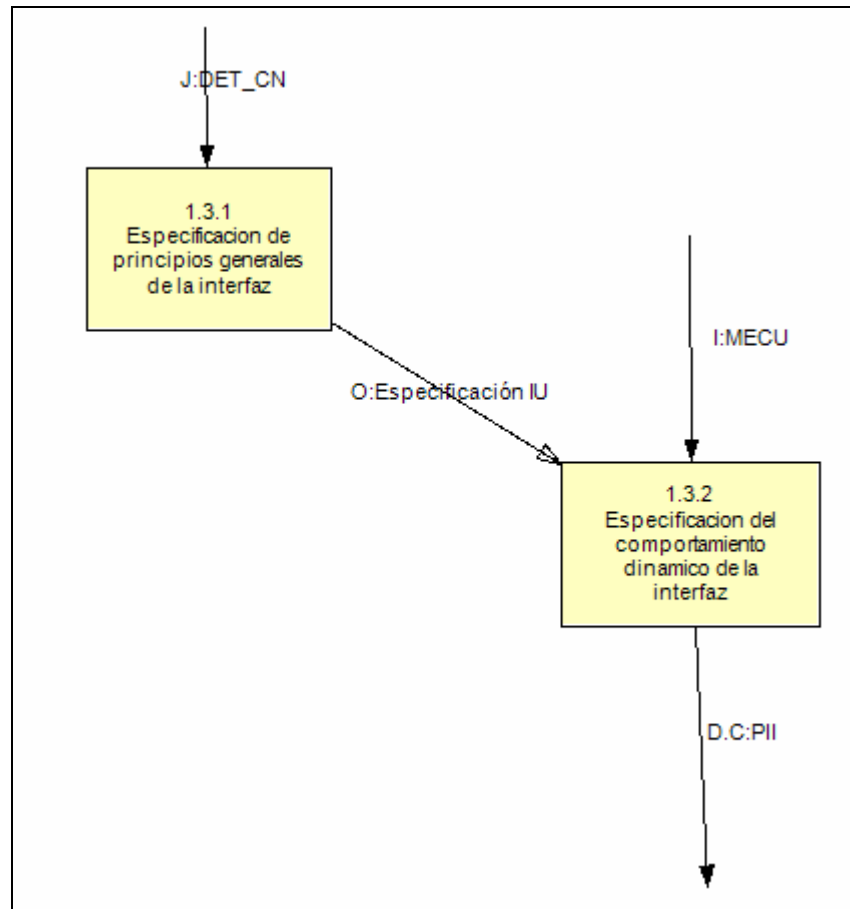 J:DET_CN
1.3.1
Especificacion de
principios generales
de la interfaz
I:MECU
O:Especificación IU
1.3.2
Especificacion del
comportamiento
dinamico de la
interfaz
D.C:PII